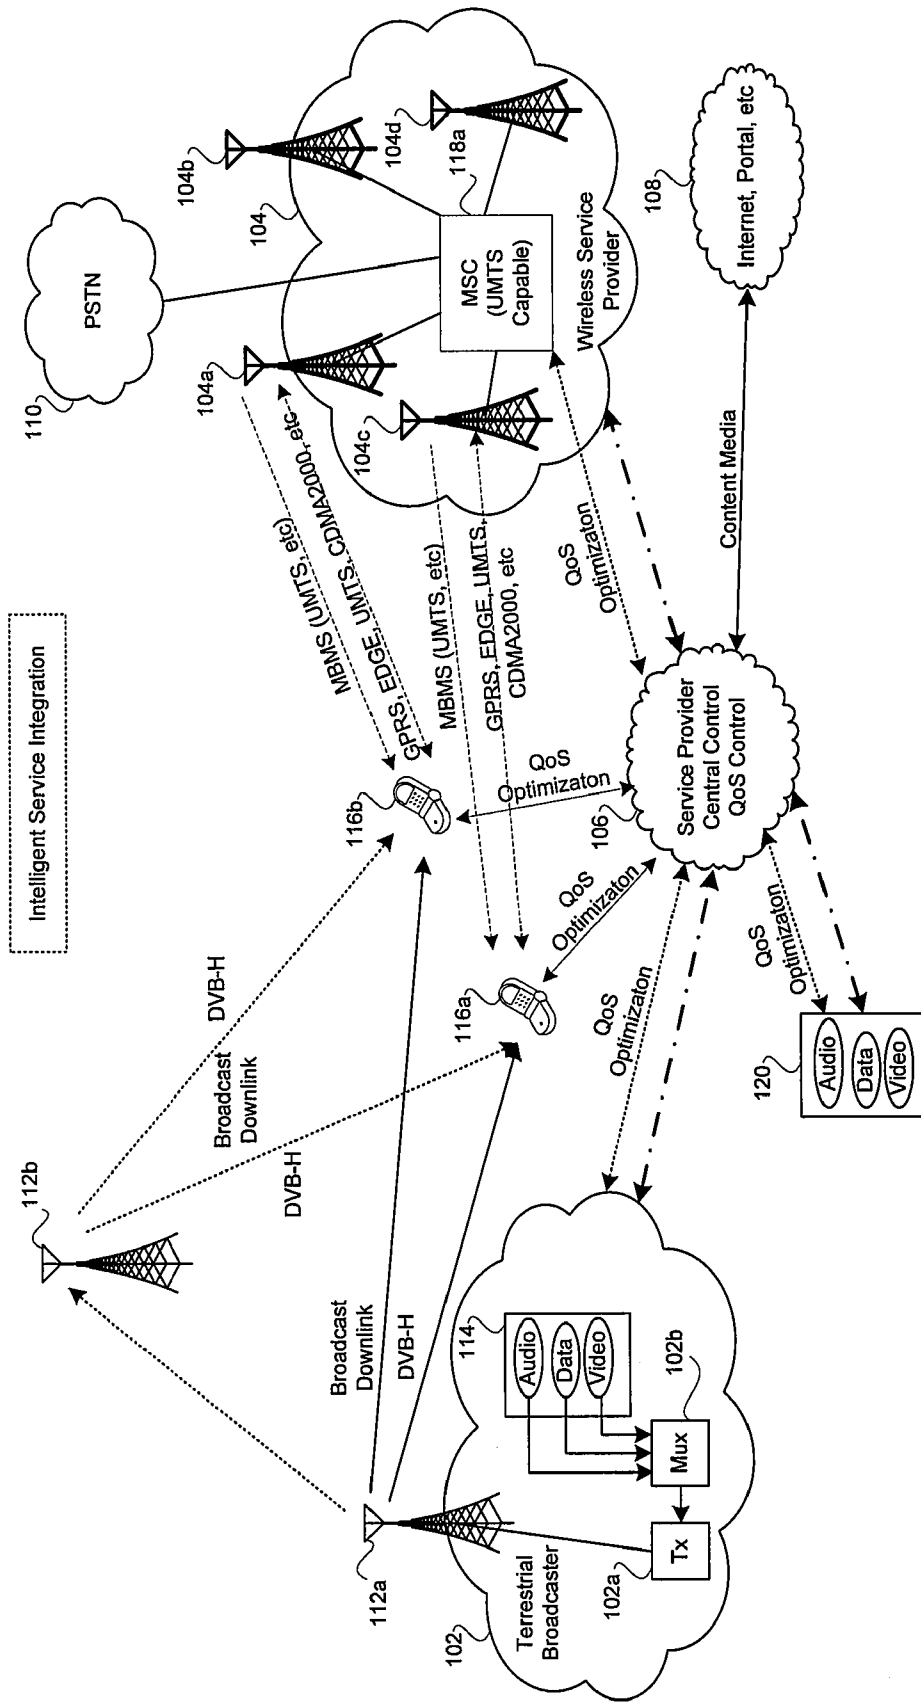 Intelligent Service Integration
112b
DVB-H
Broadcast
Downlink
DVB-H
112a
Broadcast
Downlink
DVB-H
102
Terrestrial
Broadcaster
102a
Tx
Mux
102b
114
Audio
Data
Video
116b
116a
MBMS (UMTS, etc)
GPRS, EDGE, UMTS, CDMA2000, etc
MBMS (UMTS, etc)
GPRS, EDGE, UMTS,
CDMA2000, etc
110
PSTN
104a
104b
104
104c
104d
118a
MSC
(UMTS
Capable)
Wireless Service
Provider
QoS
Optimizaton
QoS
Optimizaton
QoS
Optimizaton
QoS
Optimizaton
QoS
Optimizaton
106
Service Provider
Central Control
QoS Control
Content Media
108
Internet, Portal, etc
120
Audio
Data
Video